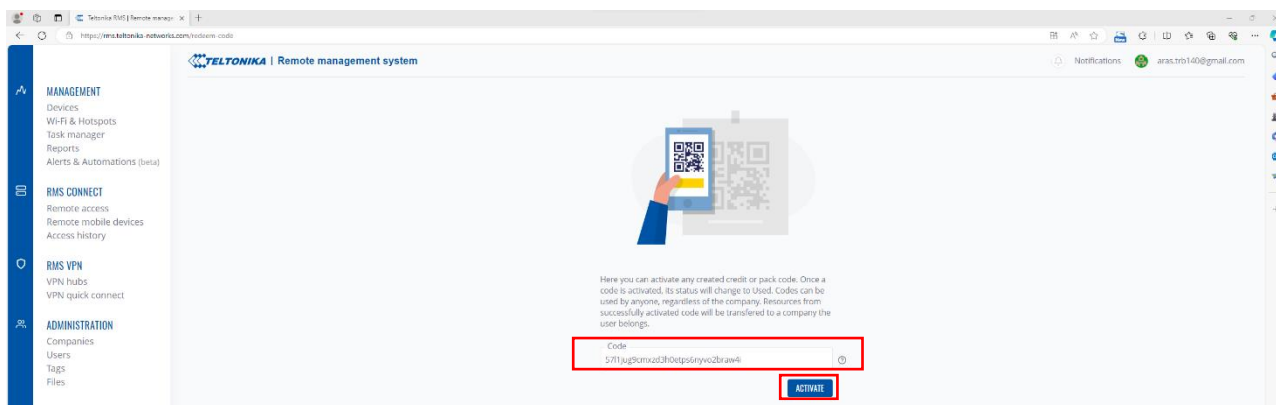 Teltonika RMS | Remote manage
https://rms.teltonika-networks.com/redeem-code
TELTONIKA | Remote management system
Notifications
aras.trb140@gmail.com
MANAGEMENT
Devices
Wi-Fi & Hotspots
Task manager
Reports
Alerts & Automations (beta)
RMS CONNECT
Remote access
Remote mobile devices
Access history
RMS VPN
VPN hubs
VPN quick connect
ADMINISTRATION
Companies
Users
Tags
Files
Here you can activate any created credit or pack code. Once a
code is activated, its status will change to Used. Codes can be
used by anyone, regardless of the company. Resources from
successfully activated code will be transfered to a company the
user belongs.
Code
ACTIVATE